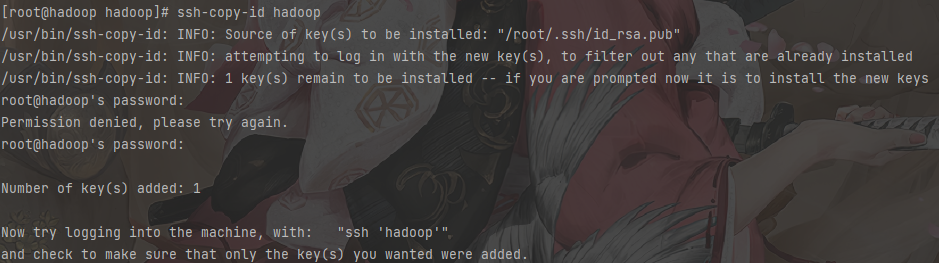 [root@hadoop hadoop]# ssh-copy-id hadoop
/usr/bin/ssh-copy-id: INFO: Source of key(s) to be installed: "/root/.ssh/id_rsa.pub"
/usr/bin/ssh-copy-id: INFO: attempting to log in with the new key(s), to filter out any that are already installed
/usr/bin/ssh-copy-id: INFO: 1 key(s) remain to be installed -- if you are prompted now it is to install the new keys
root@hadoop's password:
Permission denied, please try again.
root@hadoop's password:
Number of key(s) added: 1
Now try logging into the machine, with:   "ssh 'hadoop'"
and check to make sure that only the key(s) you wanted were added.